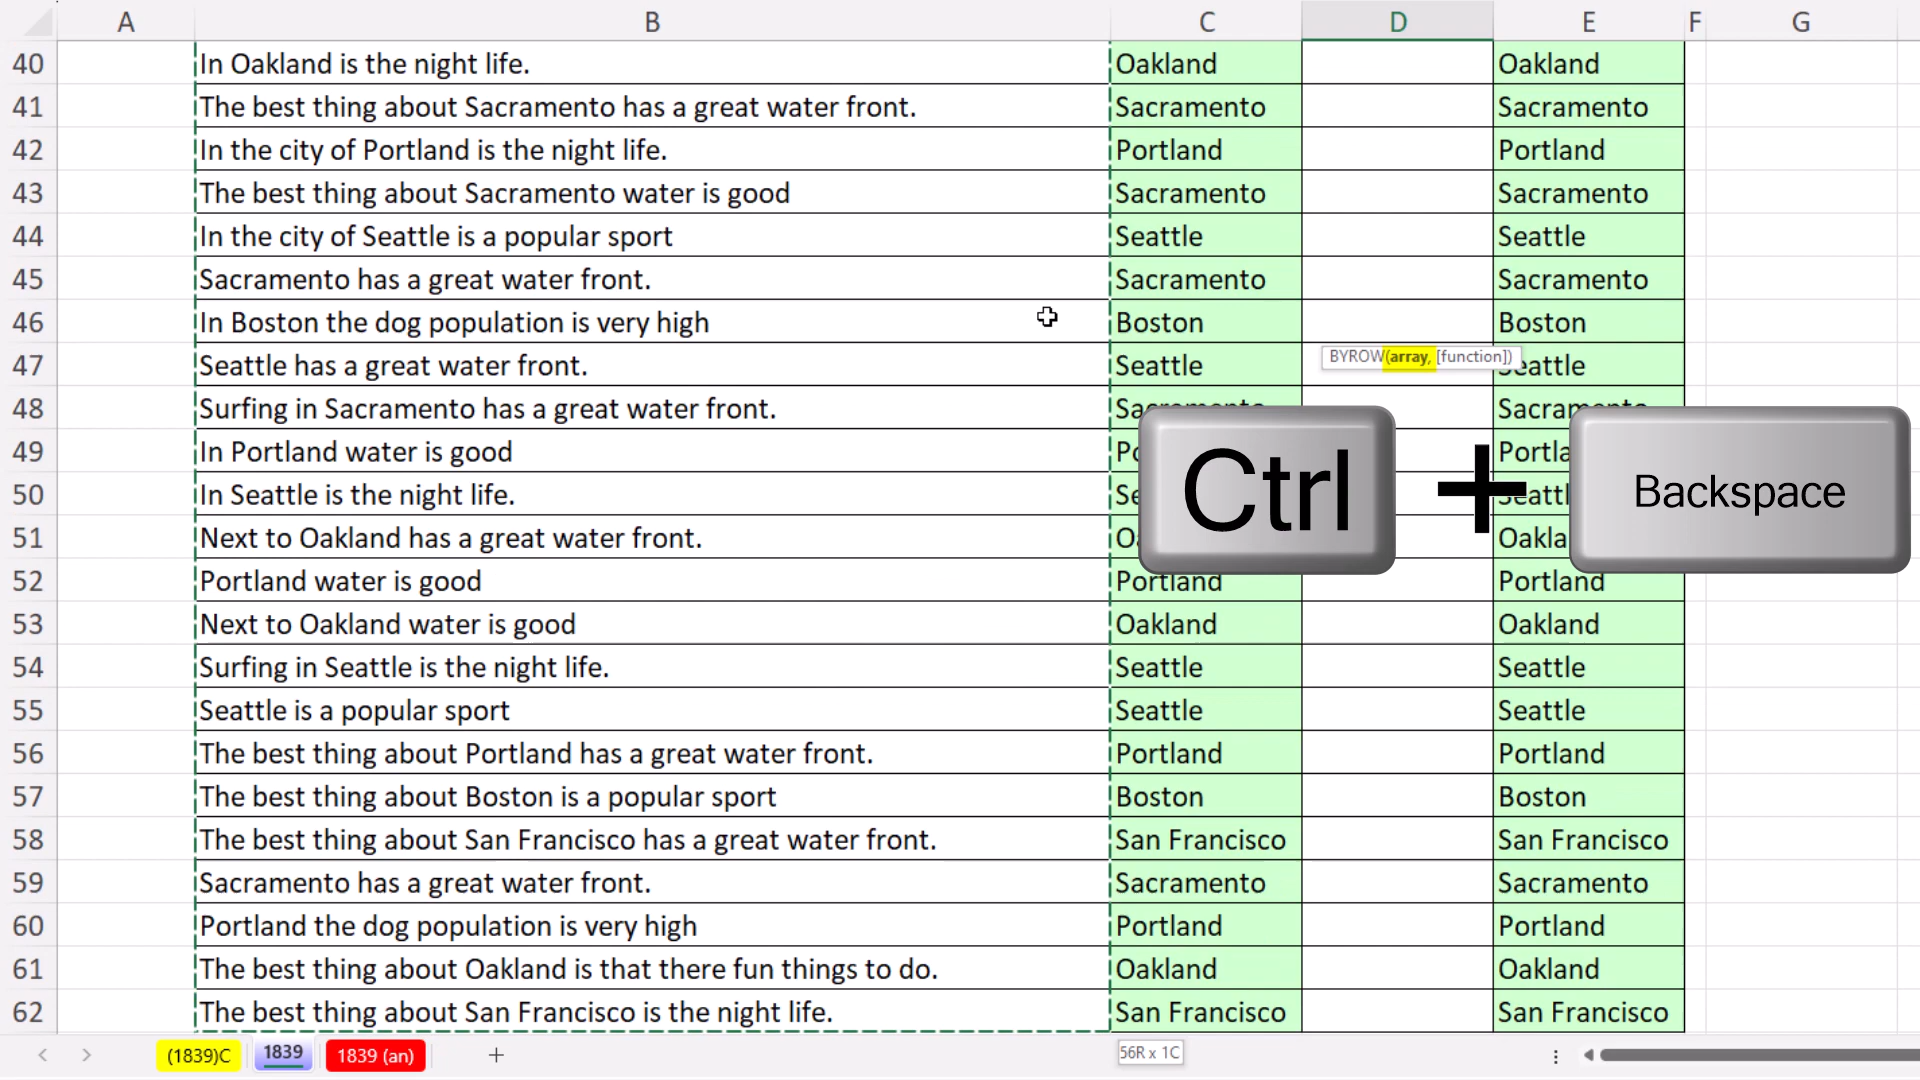 A B C D E F G
40 In Oakland is the night life. Oakland Oakland
41 The best thing about Sacramento has a great water front. Sacramento Sacramento
42 In the city of Portland is the night life. Portland Portland
43 The best thing about Sacramento water is good Sacramento Sacramento
44 In the city of Seattle is a popular sport Seattle Seattle
45 Sacramento has a great water front. Sacramento Sacramento
46 In Boston the dog population is very high Boston Boston
47 Seattle has a great water front. Seattle BYROW(array, [function]) Seattle
48 Surfing in Sacramento has a great water front. Sacramento Sacramento
49 In Portland water is good Po Portla
50 In Seattle is the night life. Se Seattl
Ctrl + Backspace
51 Next to Oakland has a great water front. Oa Oakla
52 Portland water is good Portland Portland
53 Next to Oakland water is good Oakland Oakland
54 Surfing in Seattle is the night life. Seattle Seattle
55 Seattle is a popular sport Seattle Seattle
56 The best thing about Portland has a great water front. Portland Portland
57 The best thing about Boston is a popular sport Boston Boston
58 The best thing about San Francisco has a great water front. San Francisco San Francisco
59 Sacramento has a great water front. Sacramento Sacramento
60 Portland the dog population is very high Portland Portland
61 The best thing about Oakland is that there fun things to do. Oakland Oakland
62 The best thing about San Francisco is the night life. San Francisco San Francisco
(1839)C 1839 1839 (an) + 56R x 1C